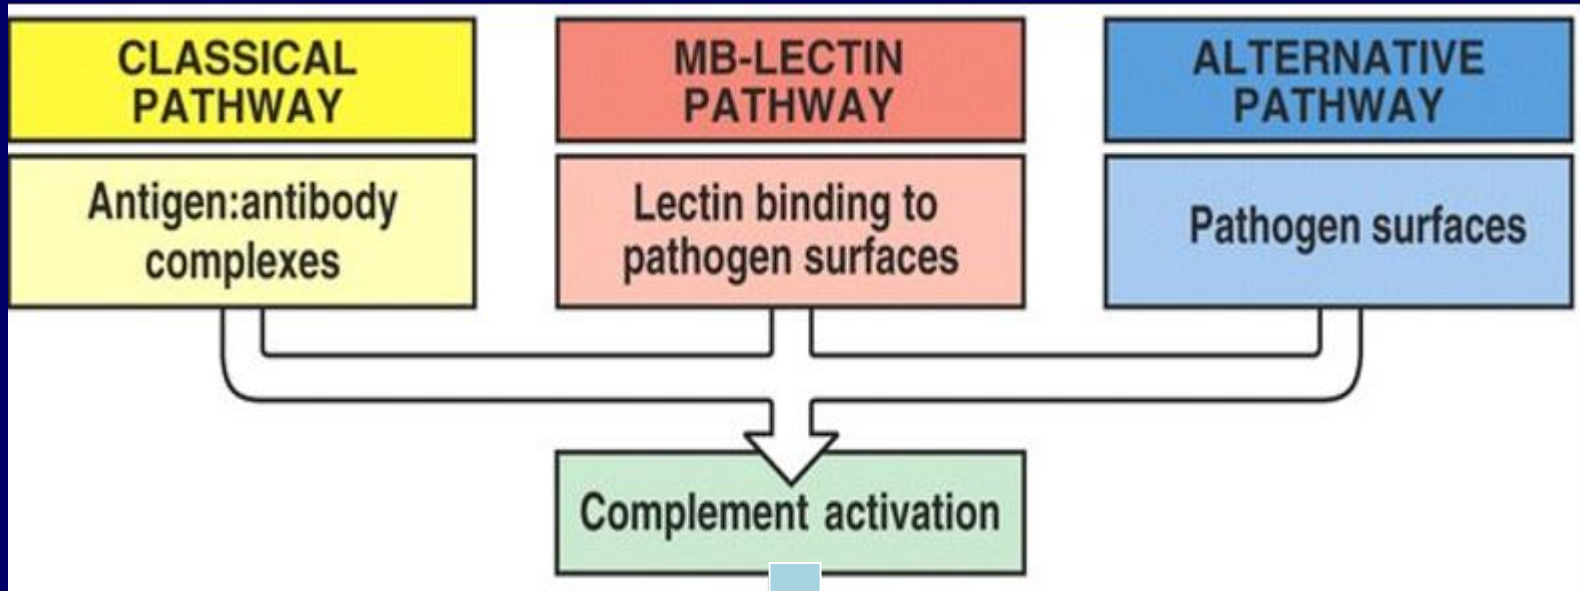 CLASSICAL
PATHWAY
Antigen:antibody
complexes
MB-LECTIN
PATHWAY
Lectin binding to
pathogen surfaces
ALTERNATIVE
PATHWAY
Pathogen surfaces
Complement activation